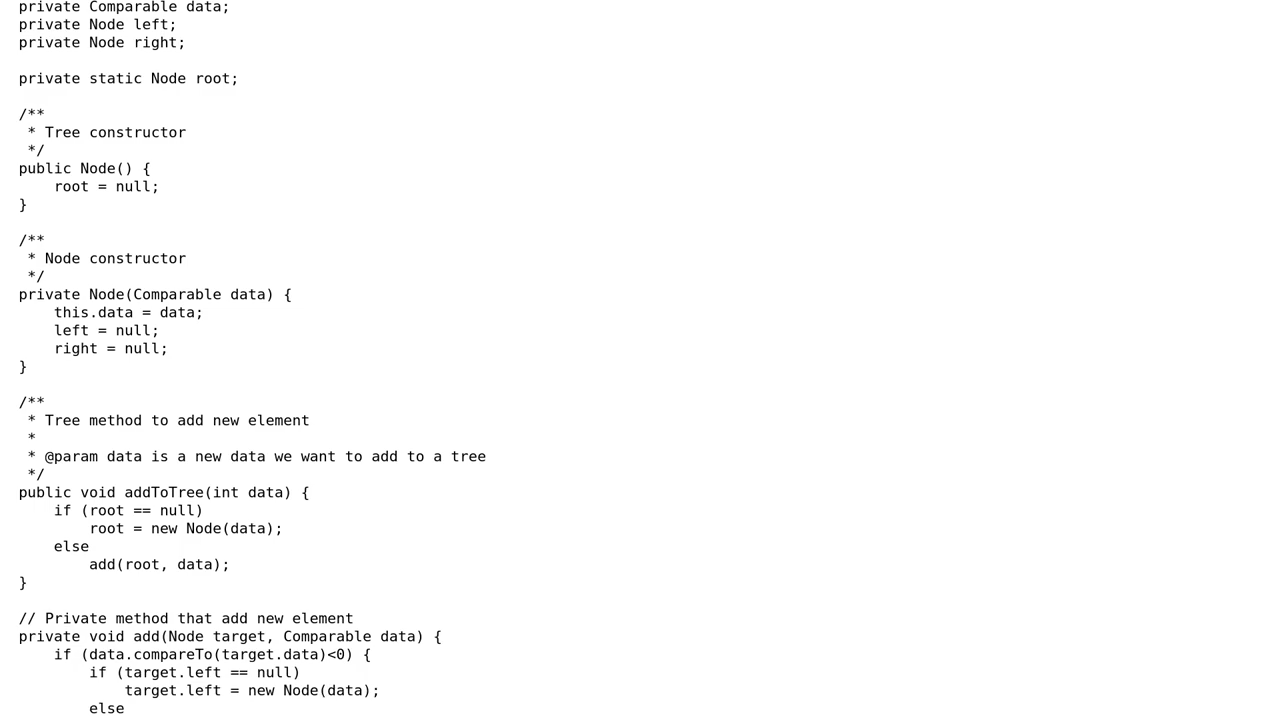 private Comparable data;
private Node left;
private Node right;

private static Node root;

/**
 * Tree constructor
 */
public Node() {
    root = null;
}

/**
 * Node constructor
 */
private Node(Comparable data) {
    this.data = data;
    left = null;
    right = null;
}

/**
 * Tree method to add new element
 *
 * @param data is a new data we want to add to a tree
 */
public void addToTree(int data) {
    if (root == null)
        root = new Node(data);
    else
        add(root, data);
}

// Private method that add new element
private void add(Node target, Comparable data) {
    if (data.compareTo(target.data)<0) {
        if (target.left == null)
            target.left = new Node(data);
        else